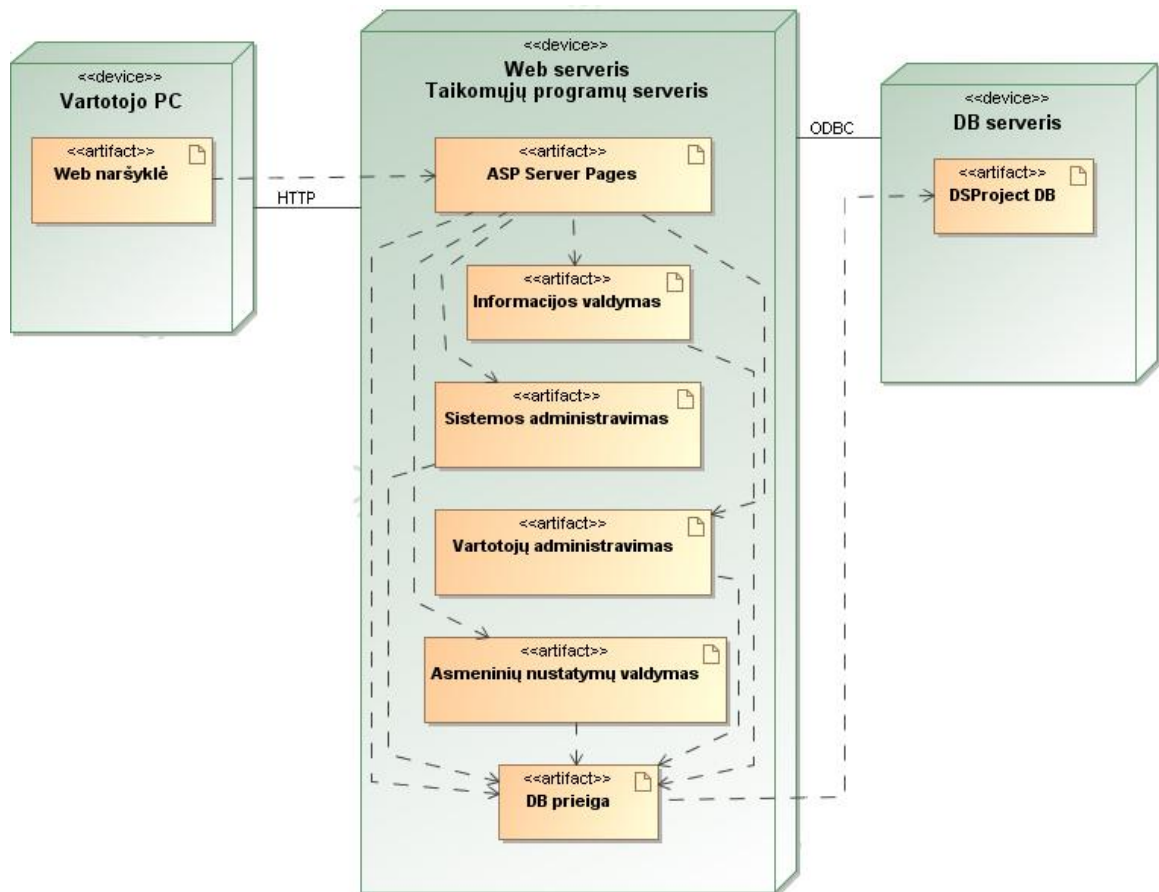 <<device>>
Vartotojo PC
<<artifact>>
Web naršyklė
HTTP
<<device>>
Web serveris
Taikomųjų programų serveris
<<artifact>>
ASP Server Pages
<<artifact>>
Informacijos valdymas
<<artifact>>
Sistemos administravimas
<<artifact>>
Vartotojų administravimas
<<artifact>>
Asmeninių nustatymų valdymas
<<artifact>>
DB prieiga
ODBC
<<device>>
DB serveris
<<artifact>>
DSProject DB